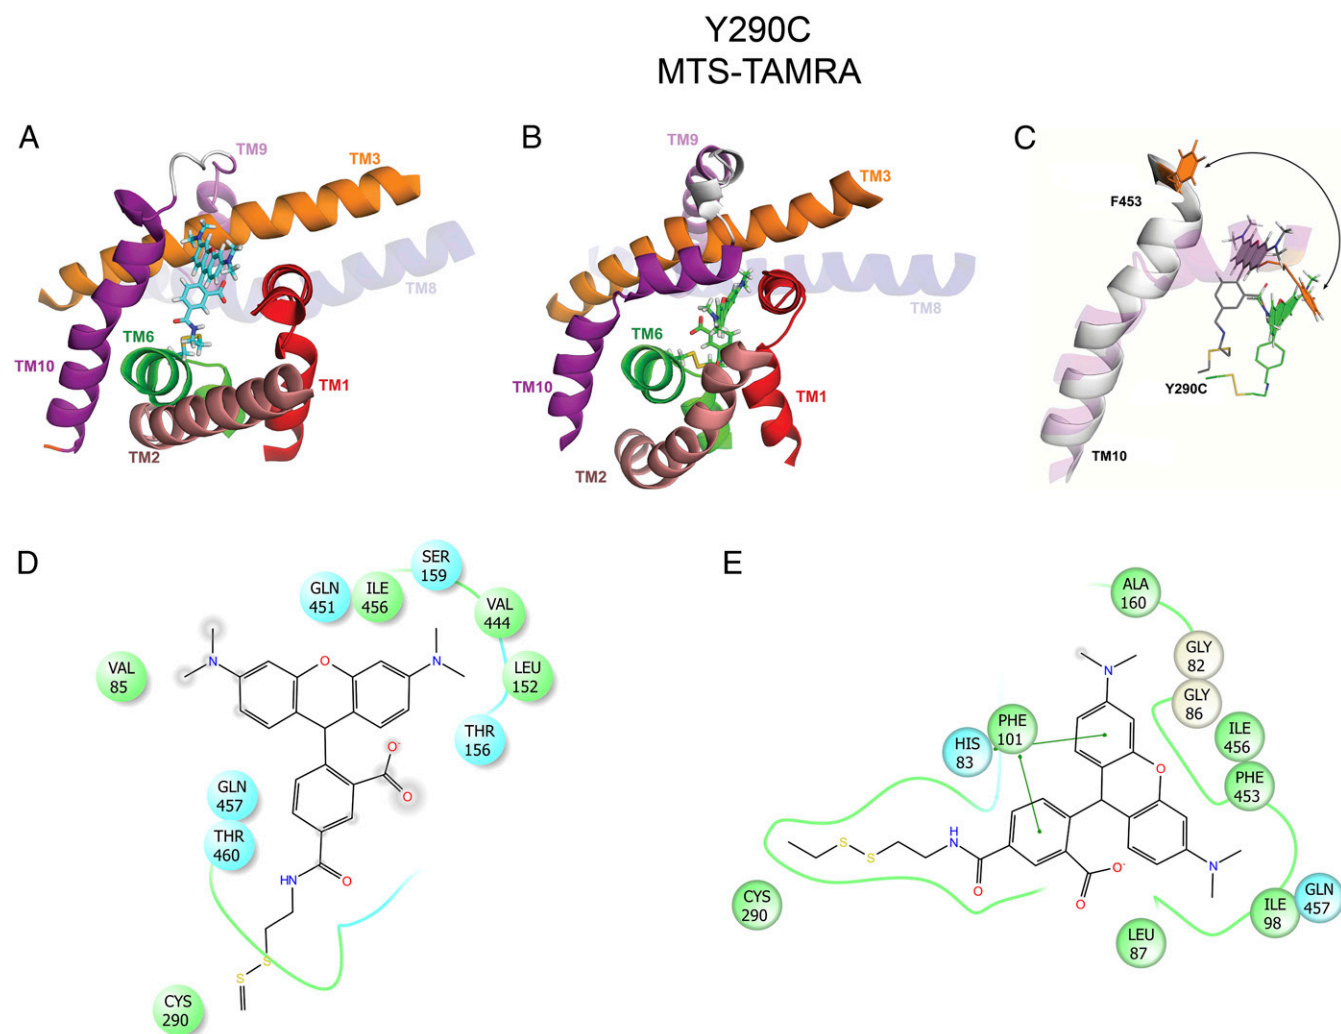 Y290C
MTS-TAMRA
A
TM9
TM3
TM8
TM6
TM10
TM1
TM2
B
TM9
TM3
TM8
TM6
TM10
TM1
TM2
C
F453
Y290C
TM10
D
SER
159
GLN
451
ILE
456
VAL
444
VAL
85
LEU
152
THR
156
GLN
457
THR
460
CYS
290
N
O
N
O-
O
O
HN
S
S
E
ALA
160
GLY
82
GLY
86
PHE
101
HIS
83
ILE
456
PHE
453
CYS
290
ILE
98
GLN
457
LEU
87
N
O
H
N
S
S
O
O-
O
N